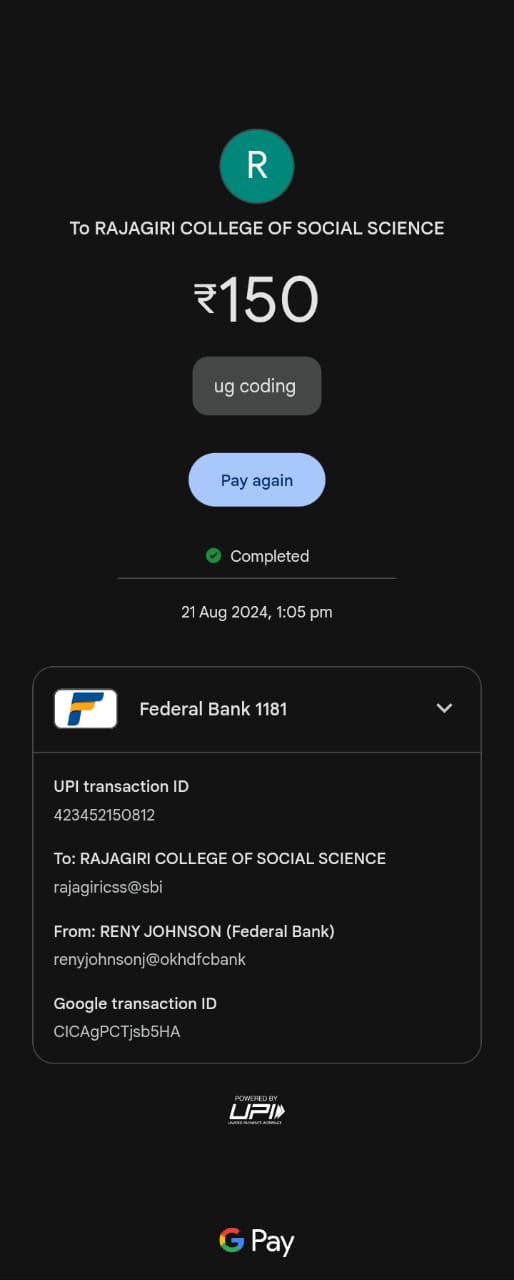 R
To RAJAGIRI COLLEGE OF SOCIAL SCIENCE
₹150
ug coding
Pay again
Completed
21 Aug 2024, 1:05 pm
Federal Bank 1181
UPI transaction ID
423452150812
To: RAJAGIRI COLLEGE OF SOCIAL SCIENCE
rajagiricss@sbi
From: RENY JOHNSON (Federal Bank)
renyjohnsonj@okhdfcbank
Google transaction ID
CICAgPCTjsb5HA
POWERED BY
UPI
UNIFIED PAYMENTS INTERFACE
G Pay